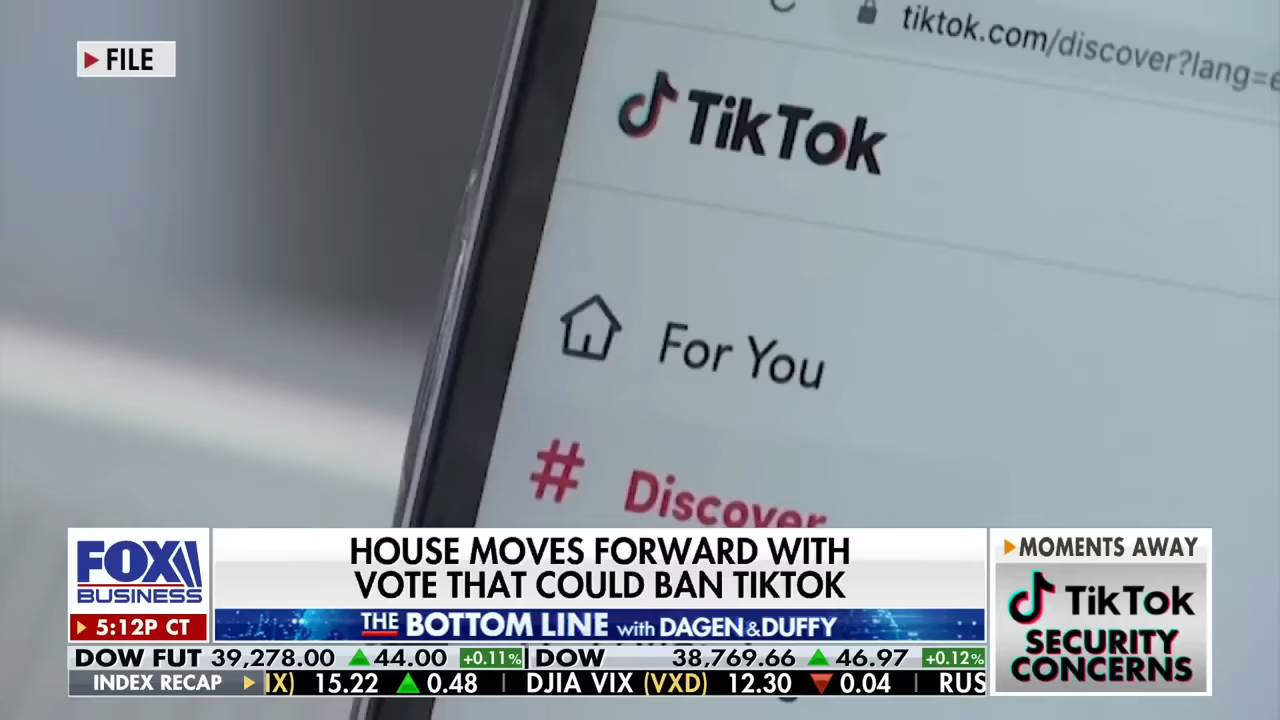 FILE
tiktok.com/discover?lang=e
TikTok
For You
# Discover
FOX
BUSINESS
5:12P CT
HOUSE MOVES FORWARD WITH
VOTE THAT COULD BAN TIKTOK
THE BOTTOM LINE with DAGEN & DUFFY
MOMENTS AWAY
TikTok
SECURITY
CONCERNS
DOW FUT 39,278.00 ▲ 44.00 +0.11% DOW 38,769.66 ▲ 46.97 +0.12%
INDEX RECAP IX) 15.22 ▲ 0.48 | DJIA VIX (VXD) 12.30 ▼ 0.04 | RUS